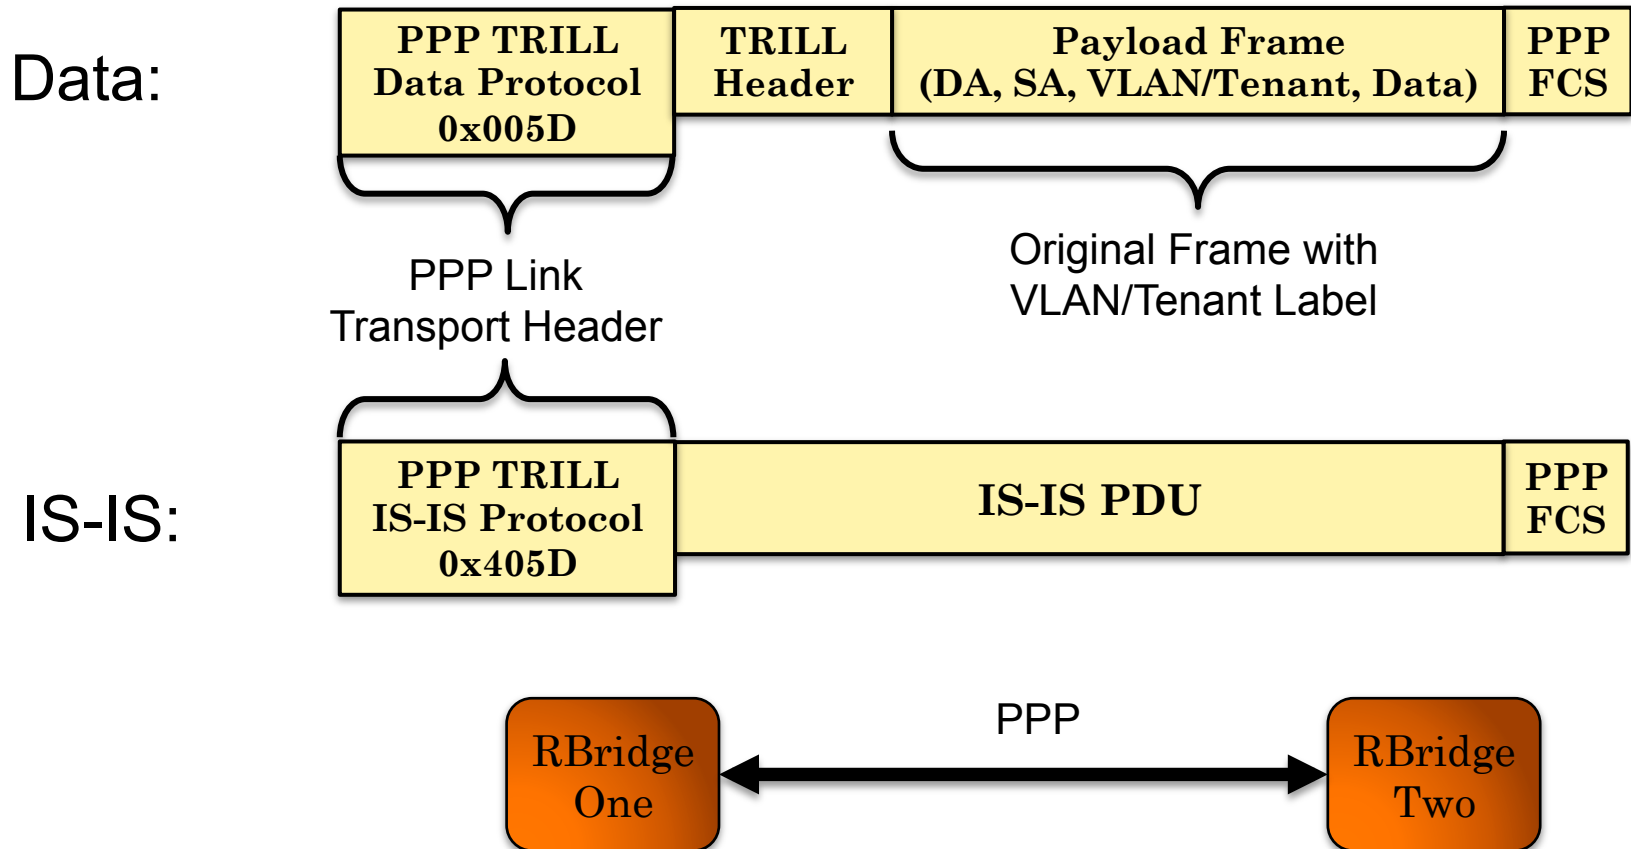 Data:
PPP TRILL
Data Protocol
0x005D
TRILL
Header
Payload Frame
(DA, SA, VLAN/Tenant, Data)
PPP
FCS
PPP Link
Transport Header
Original Frame with
VLAN/Tenant Label
IS-IS:
PPP TRILL
IS-IS Protocol
0x405D
IS-IS PDU
PPP
FCS
RBridge
One
PPP
RBridge
Two